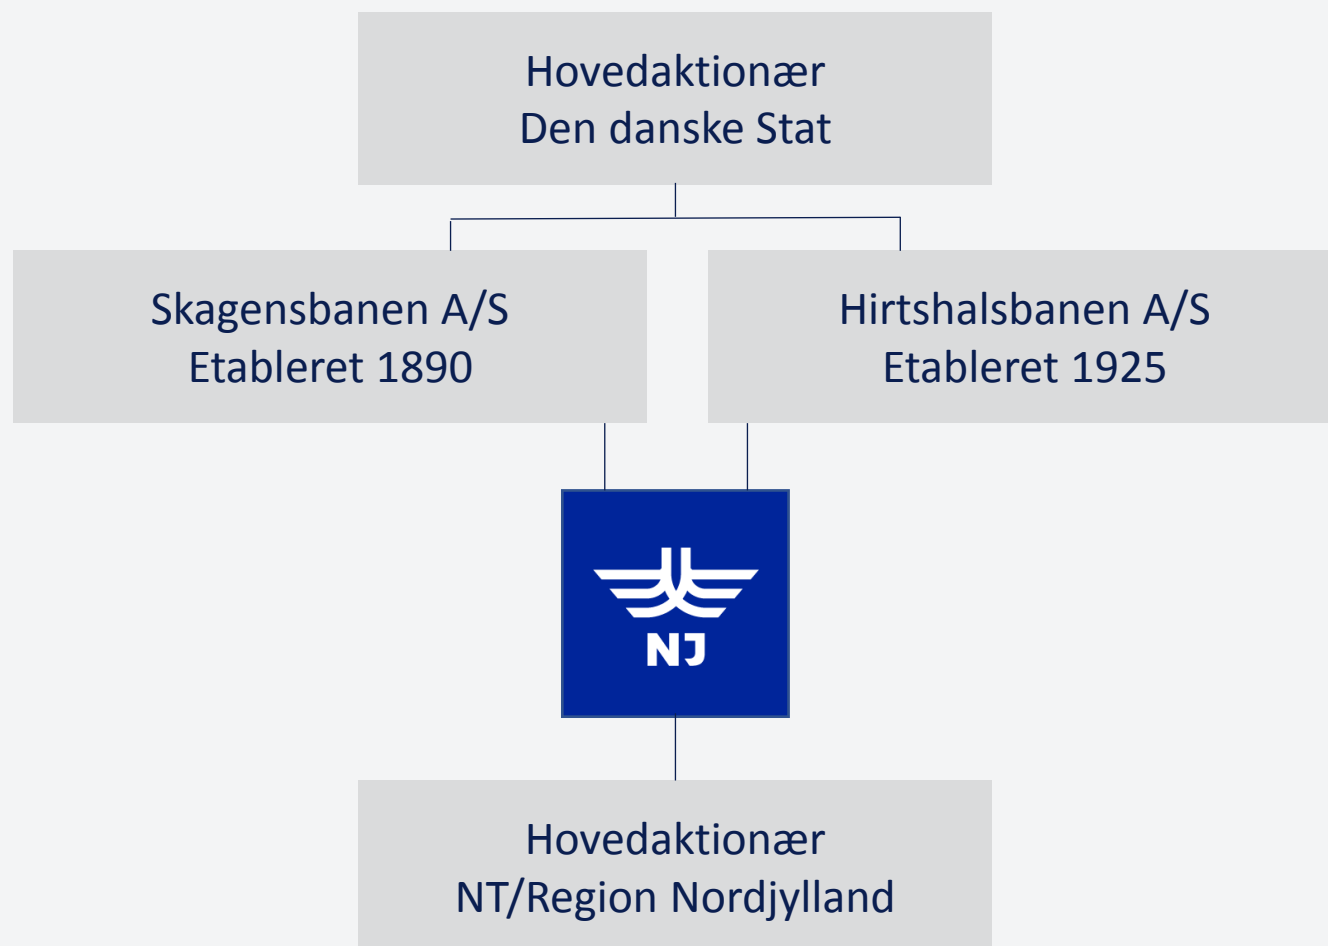 Hovedaktionær
Den danske Stat
Skagensbanen A/S
Etableret 1890
Hirtshalsbanen A/S
Etableret 1925
NJ
Hovedaktionær
NT/Region Nordjylland